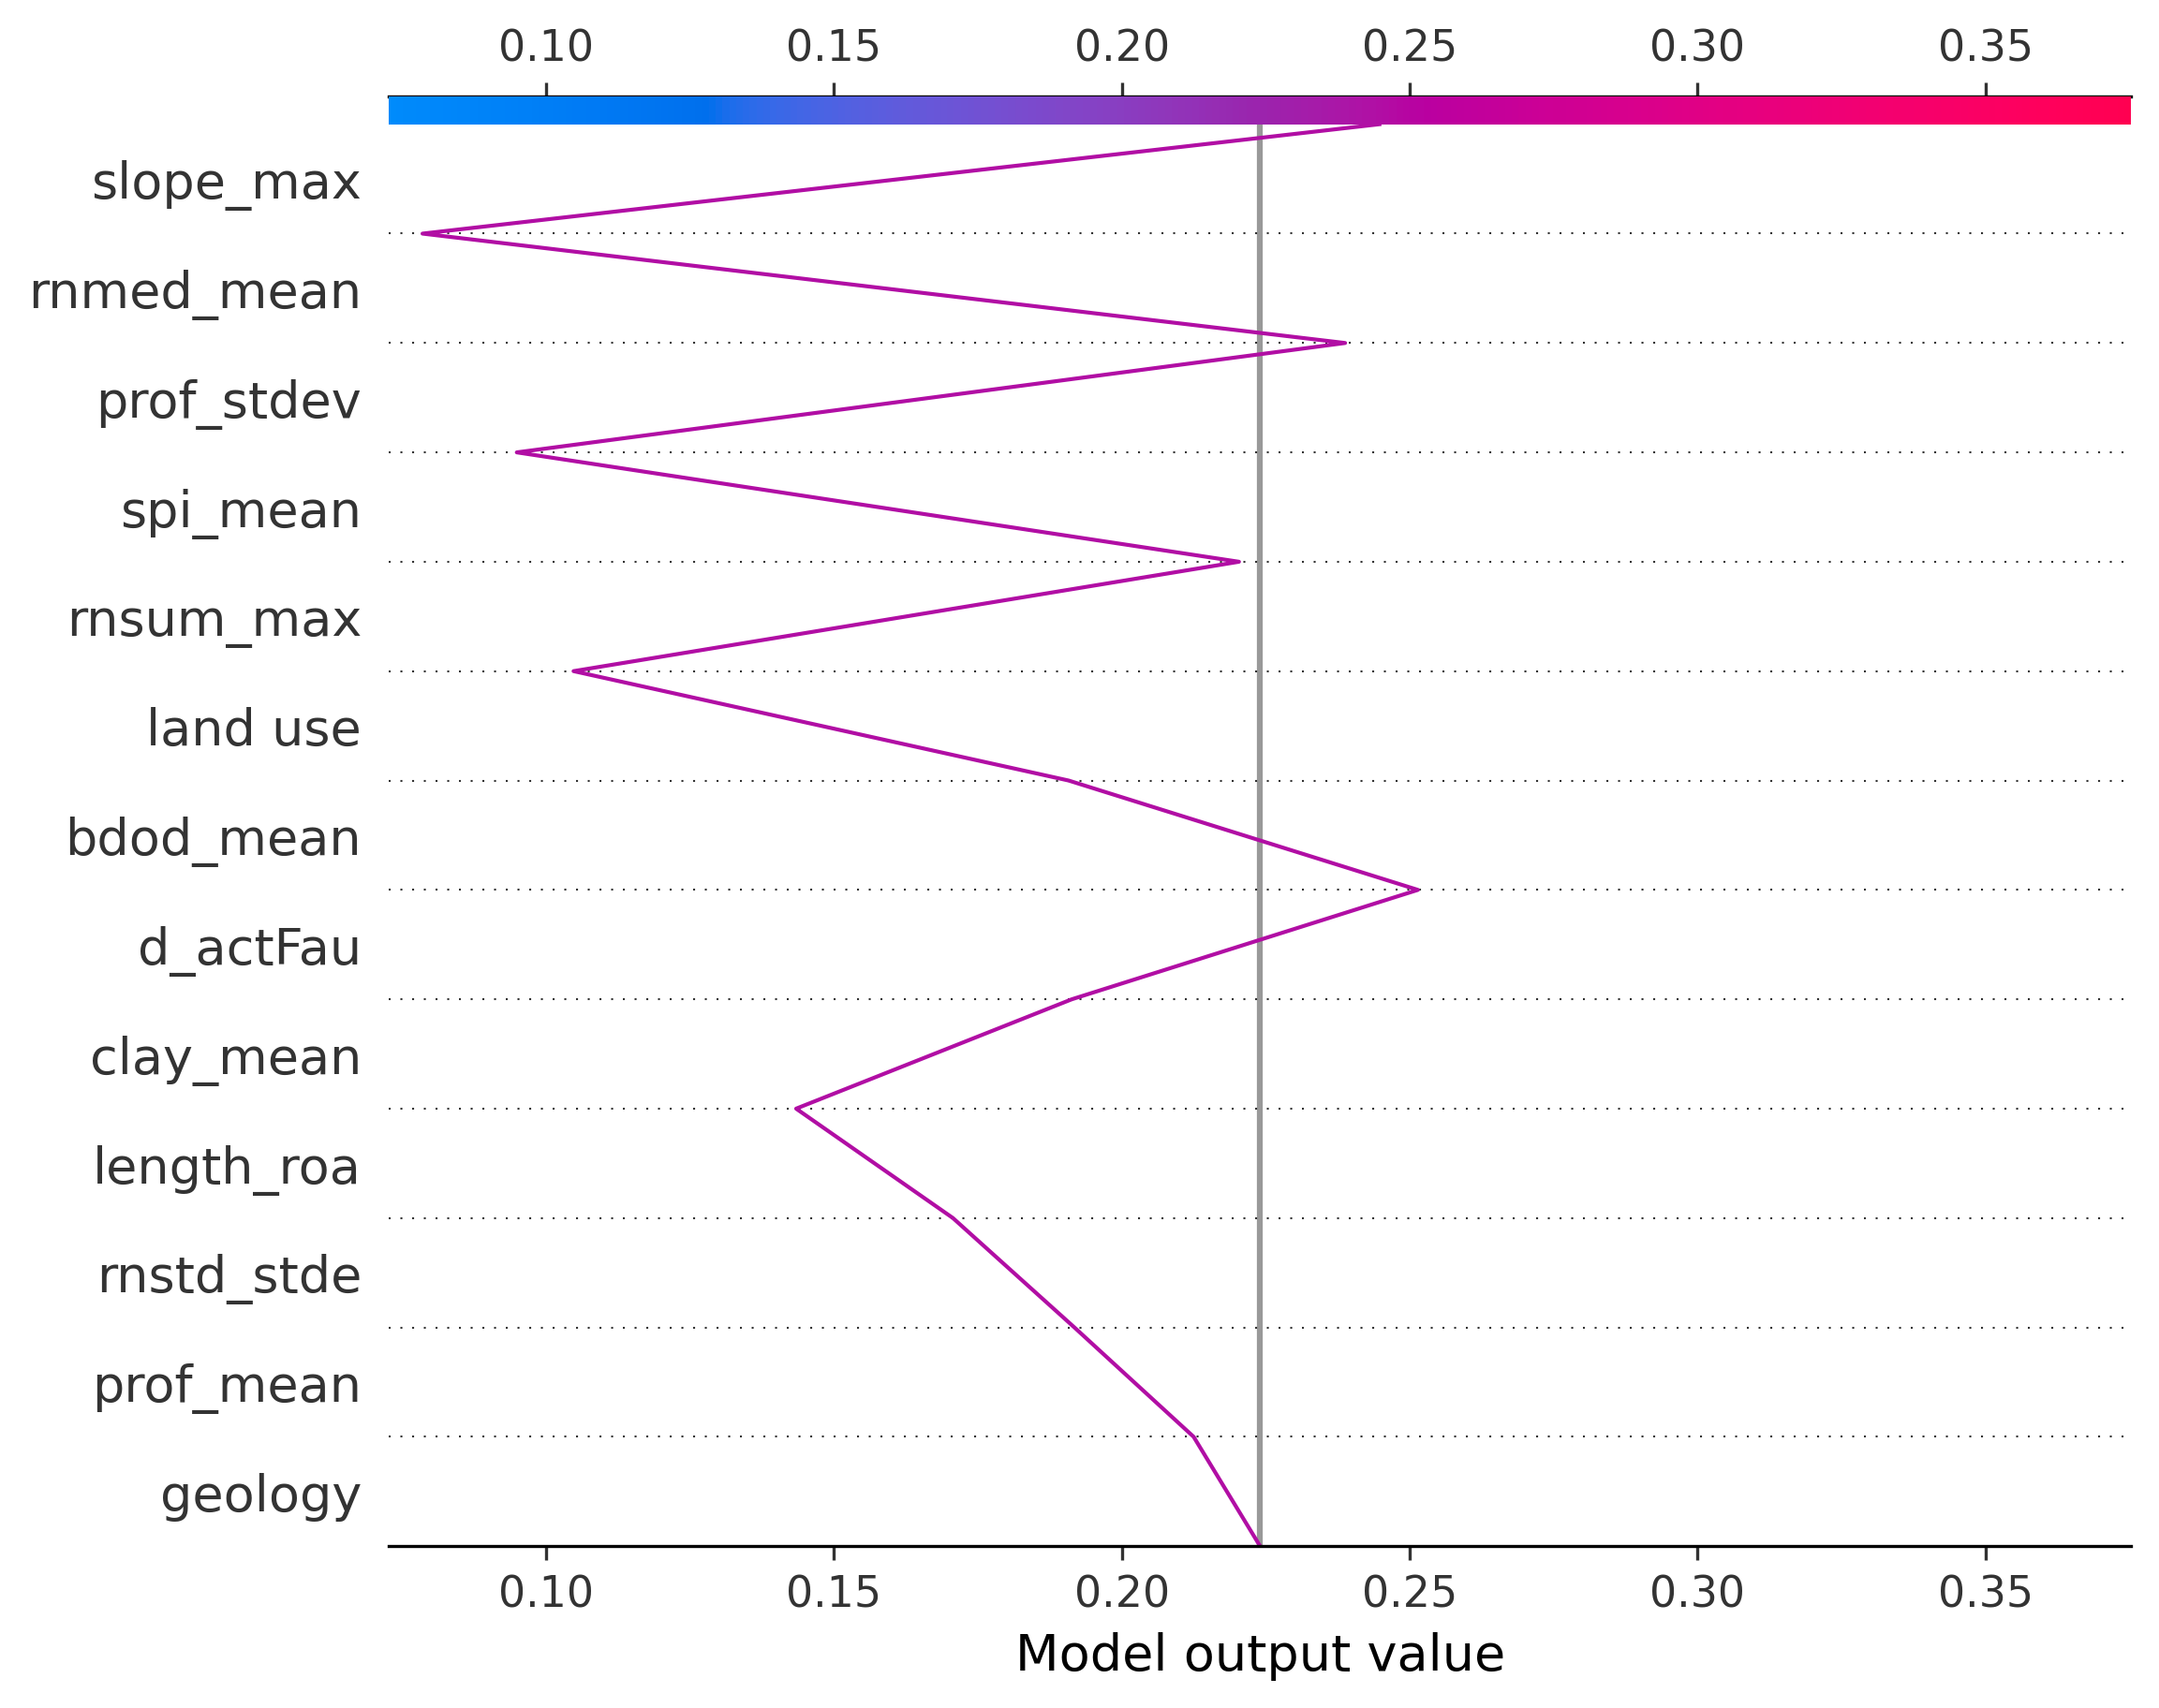 0.10 0.15 0.20 0.25 0.30 0.35
slope_max
rnmed_mean
prof_stdev
spi_mean
rnsum_max
land use
bdod_mean
d_actFau
clay_mean
length_roa
rnstd_stde
prof_mean
geology
0.10 0.15 0.20 0.25 0.30 0.35
Model output value